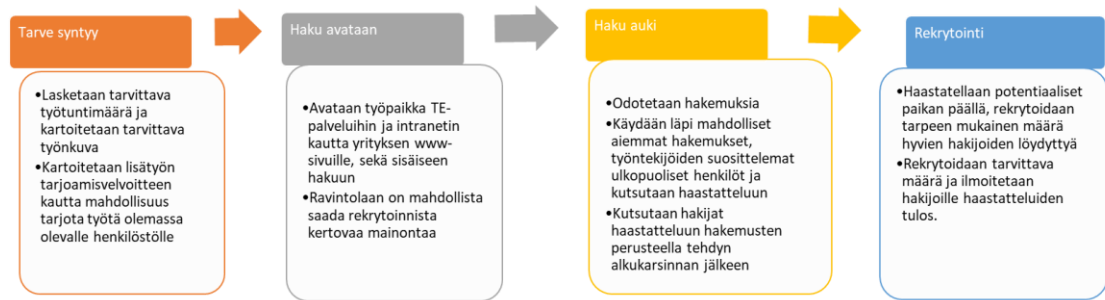 Tarve syntyy
•Lasketaan tarvittava
työtuntimäärä ja
kartoitetaan tarvittava
työnkuva
•Kartoitetaan lisätyön
tarjoamisvelvoitteen
kautta mahdollisuus
tarjota työtä olemassa
olevalle henkilöstölle
Haku avataan
•Avataan työpaikka TE-
palveluihin ja intranetin
kautta yrityksen www-
sivuille, sekä sisäiseen
hakuun
•Ravintolaan on mahdollista
saada rekrytoinnista
kertovaa mainontaa
Haku auki
•Odotetaan hakemuksia
•Käydään läpi mahdolliset
aiemmat hakemukset,
työntekijöiden suosittelemat
ulkopuoliset henkilöt ja
kutsutaan haastatteluun
•Kutsutaan hakijat
haastatteluun hakemusten
perusteella tehdyn
alkukarsinnan jälkeen
Rekrytointi
•Haastatellaan potentiaaliset
paikan päällä, rekrytoidaan
tarpeen mukainen määrä
hyvien hakijoiden löydyttyä
•Rekrytoidaan tarvittava
määrä ja ilmoitetaan
hakijoille haastatteluiden
tulos.